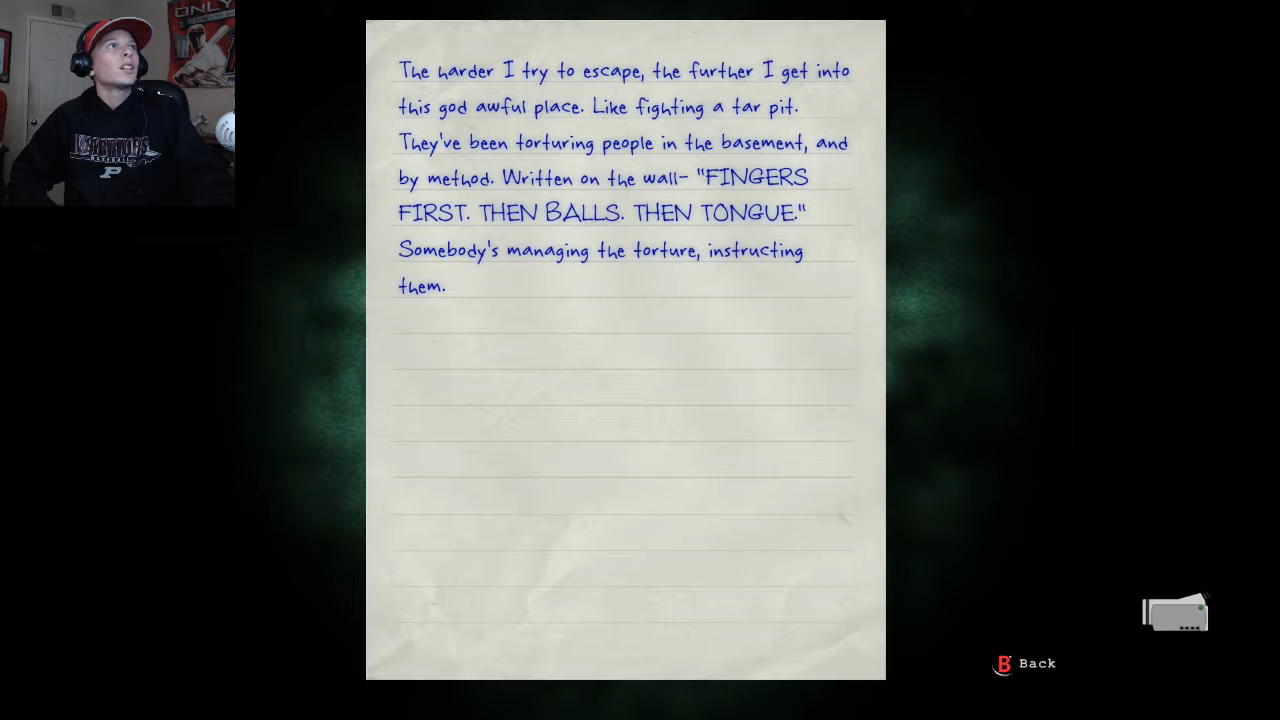 ONLY
P
The harder I try to escape, the further I get into
this god awful place. Like fighting a tar pit.
They've been torturing people in the basement, and
by method. Written on the wall- "FINGERS
FIRST. THEN BALLS. THEN TONGUE."
Somebody's managing the torture, instructing
them.
B Back